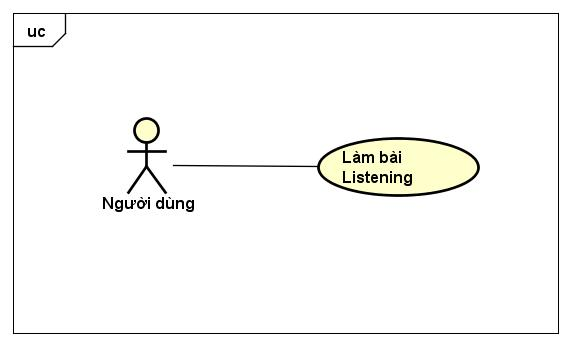 uc
Làm bài
Listening
Người dùng